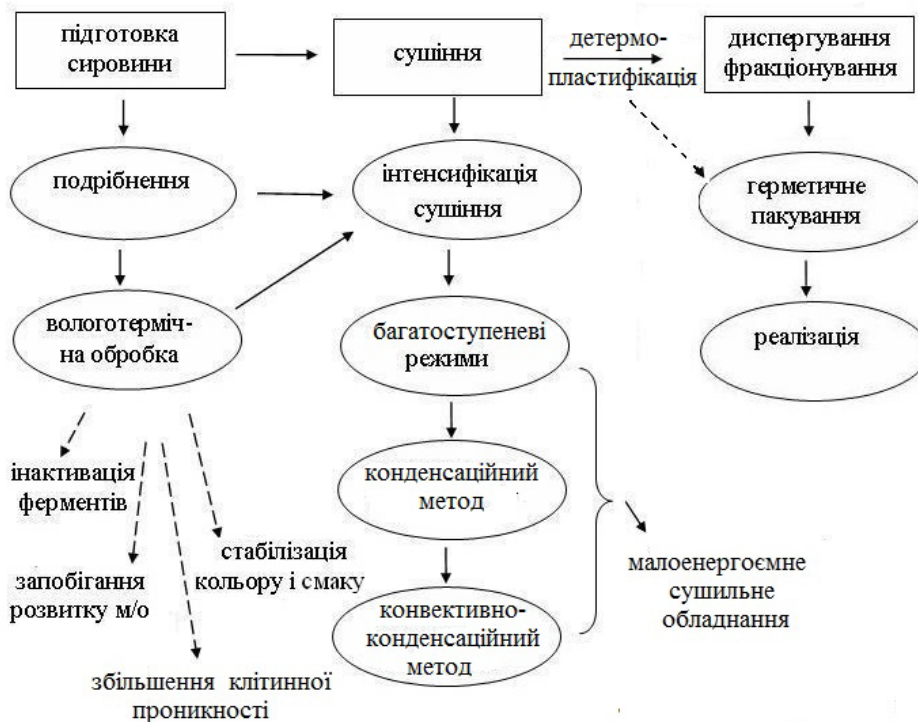 підготовка
сировини
сушіння
детермо-
пластифікація
диспергування
фракціонування
подрібнення
інтенсифікація
сушіння
герметичне
пакування
вологотерміч-
на обробка
багатоступеневі
режими
реалізація
інактивація
ферментів
конденсаційний
метод
стабілізація
кольору і смаку
запобігання
розвитку м/о
малоенергоємне
сушильне
обладнання
конвективно-
конденсаційний
метод
збільшення клітинної
проникності